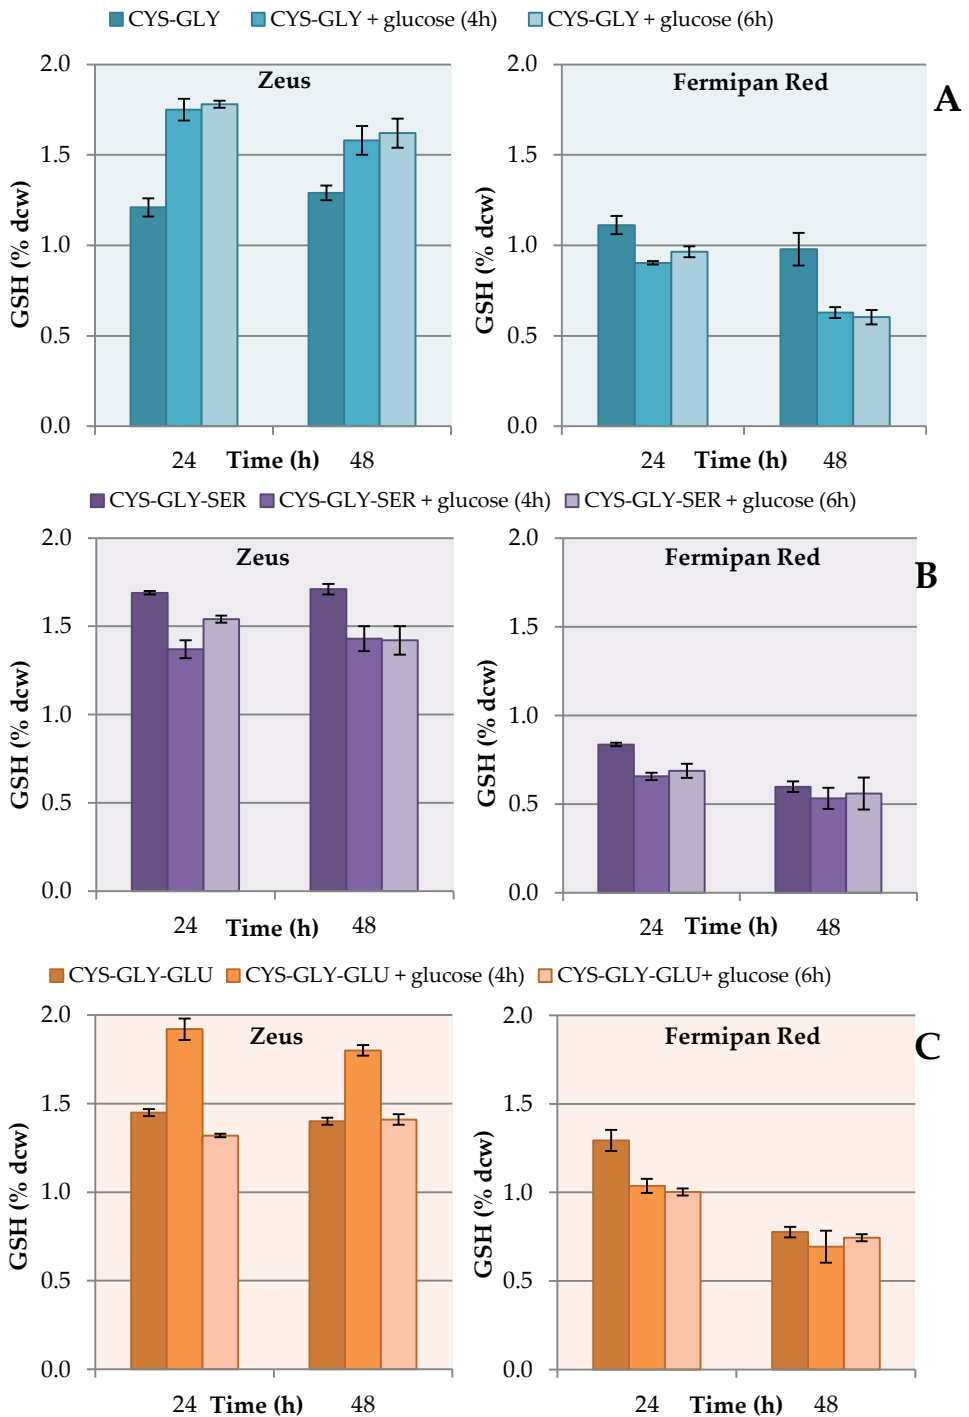 CYS-GLY CYS-GLY + glucose (4h) CYS-GLY + glucose (6h)
Zeus
GSH (% dcw)
2.0
1.5
1.0
0.5
0.0
24 Time (h) 48
Fermipan Red
GSH (% dcw)
2.0
1.5
1.0
0.5
0.0
24 Time (h) 48
A
CYS-GLY-SER CYS-GLY-SER + glucose (4h) CYS-GLY-SER + glucose (6h)
Zeus
GSH (% dcw)
2.0
1.5
1.0
0.5
0.0
24 Time (h) 48
Fermipan Red
GSH (% dcw)
2.0
1.5
1.0
0.5
0.0
24 Time (h) 48
B
CYS-GLY-GLU CYS-GLY-GLU + glucose (4h) CYS-GLY-GLU+ glucose (6h)
Zeus
GSH (% dcw)
2.0
1.5
1.0
0.5
0.0
24 Time (h) 48
Fermipan Red
GSH (% dcw)
2.0
1.5
1.0
0.5
0.0
24 Time (h) 48
C